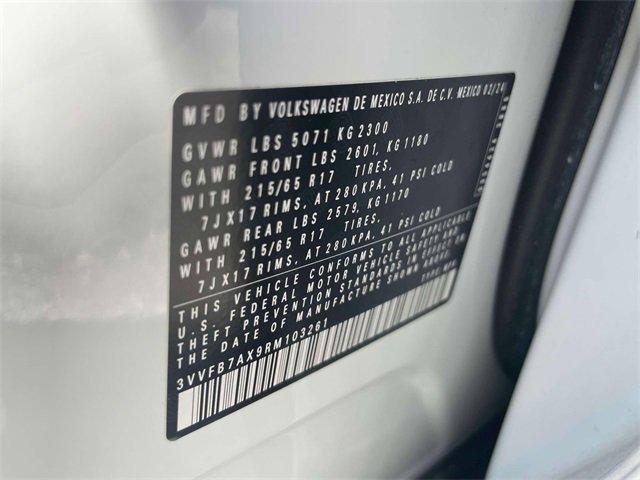 MFD BY VOLKSWAGEN DE MEXICO S.A. DE C.V. MEXICO 02/24
GVWR LBS 5071 KG 2300
GAWR FRONT LBS 2601, KG 1180
WITH 215/65 R17 TIRES,
7JX17 RIMS, AT 280 KPA, 41 PSI COLD
GAWR REAR LBS 2579, KG 1170
WITH 215/65 R17 TIRES,
7JX17 RIMS, AT 280 KPA, 41 PSI COLD
THIS VEHICLE CONFORMS TO ALL APPLICABLE
U.S. FEDERAL MOTOR VEHICLE SAFETY AND
THEFT PREVENTION STANDARDS IN EFFECT ON
THE DATE OF MANUFACTURE SHOWN ABOVE.
3VVFB7AX9RM103261